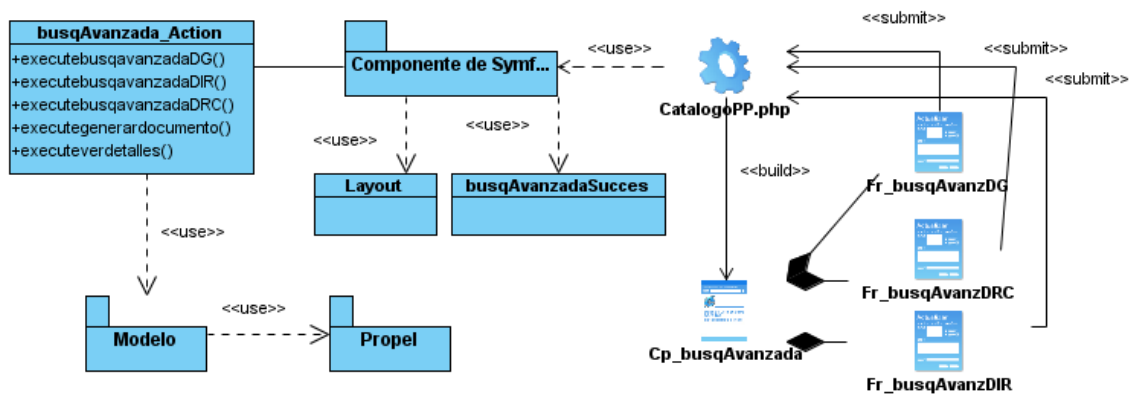 busqAvanzada_Action
+executebusqavanzadaDG()
+executebusqavanzadaDIR()
+executebusqavanzadaDRC()
+executegenerardocumento()
+executeverdetalles()
<<use>>
Componente de Symf...
<<use>>
CatalogoPP.php
<<submit>>
<<submit>>
<<submit>>
<<use>>
<<use>>
Layout
busqAvanzadaSucces
<<build>>
Fr_busqAvanzDG
<<use>>
Modelo
<<use>>
Propel
Cp_busqAvanzada
Fr_busqAvanzDRC
Fr_busqAvanzDIR